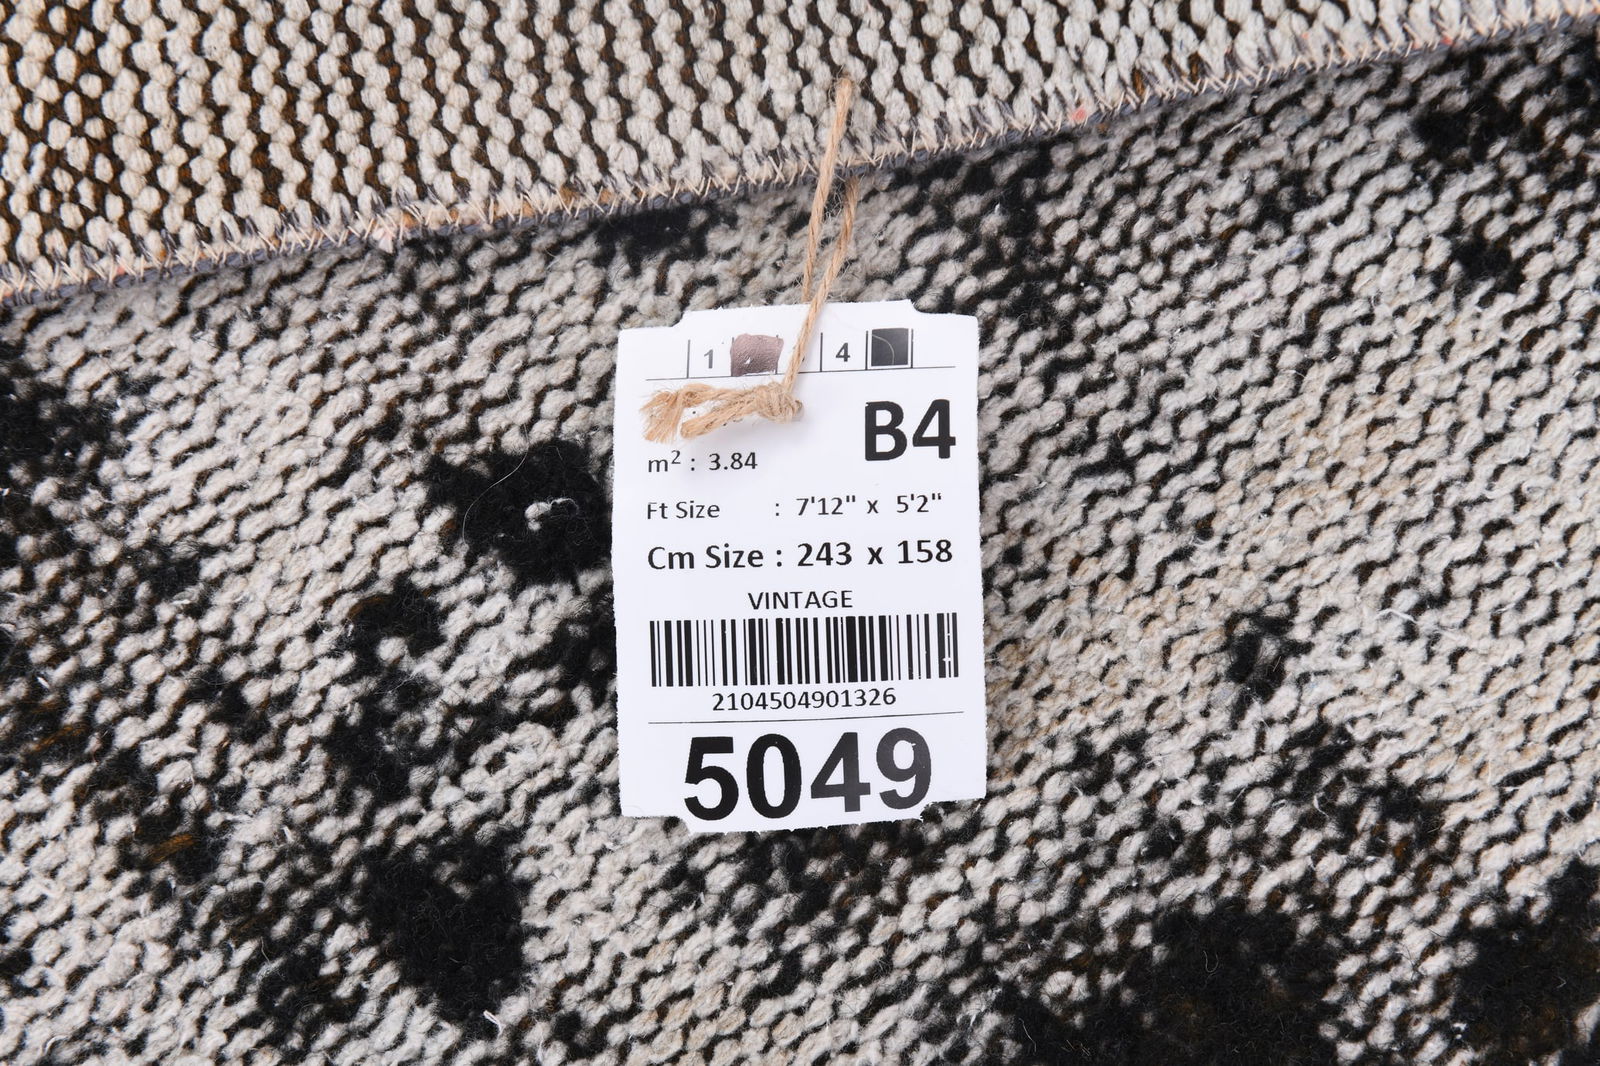 1 4
B4
m² : 3.84
Ft Size : 7'12" x 5'2"
Cm Size : 243 x 158
VINTAGE
2104504901326
5049